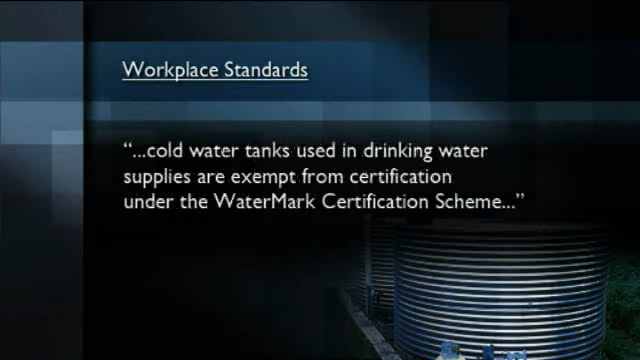 Workplace Standards
“...cold water tanks used in drinking water
supplies are exempt from certification
under the WaterMark Certification Scheme...”